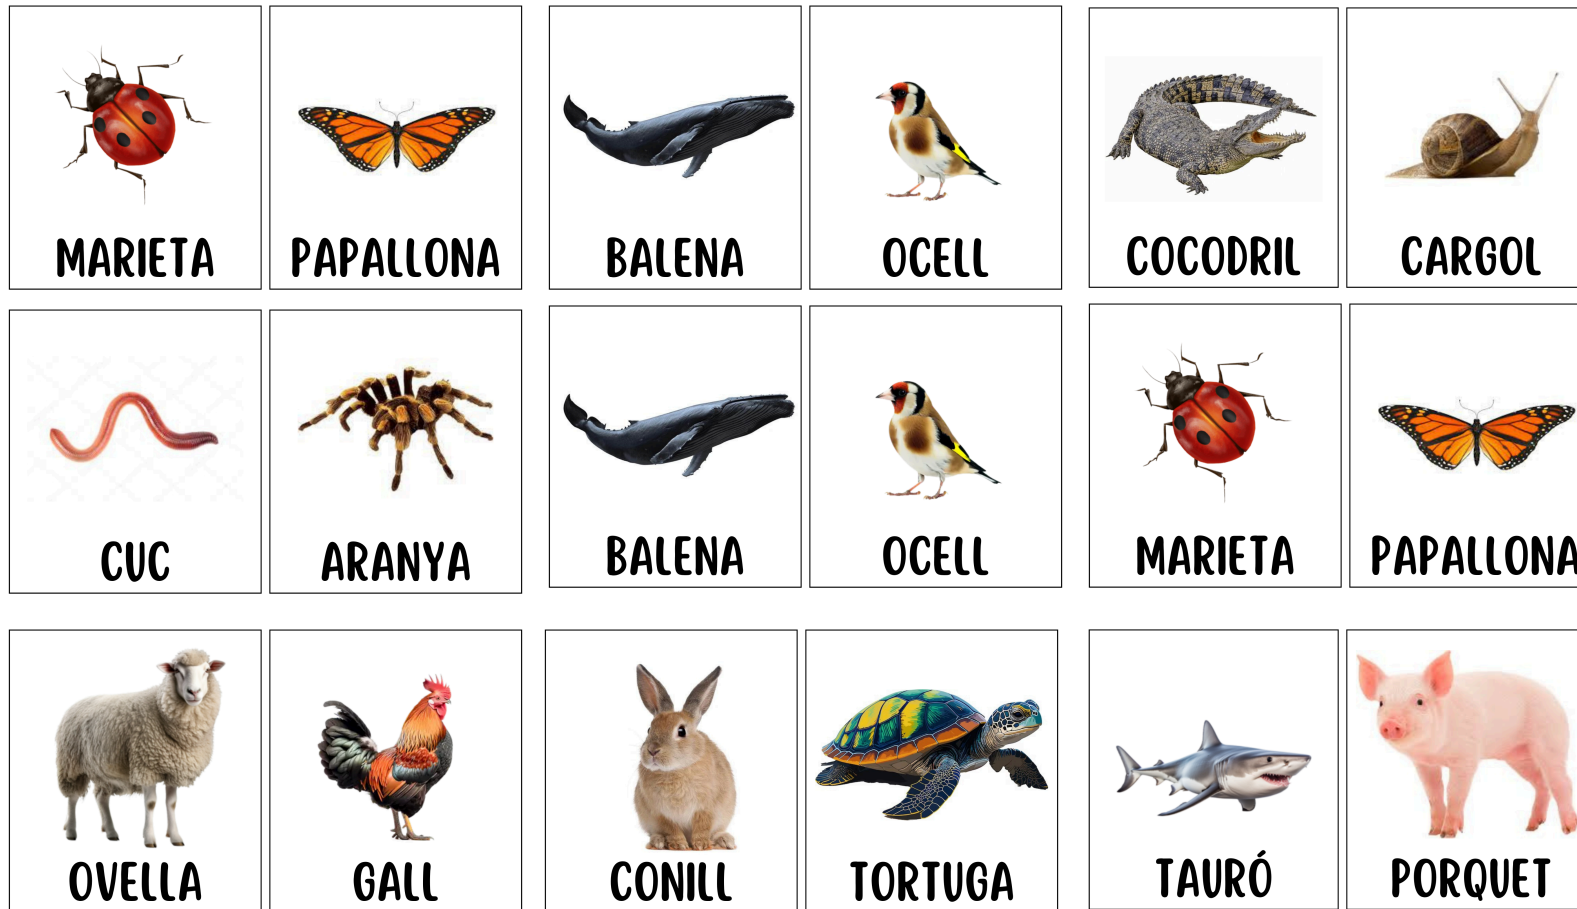 MARIETA
PAPALLONA
BALENA
OCELL
COCODRIL
CARGOL
CUC
ARANYA
BALENA
OCELL
MARIETA
PAPALLONA
OVELLA
GALL
CONILL
TORTUGA
TAURÓ
PORQUET